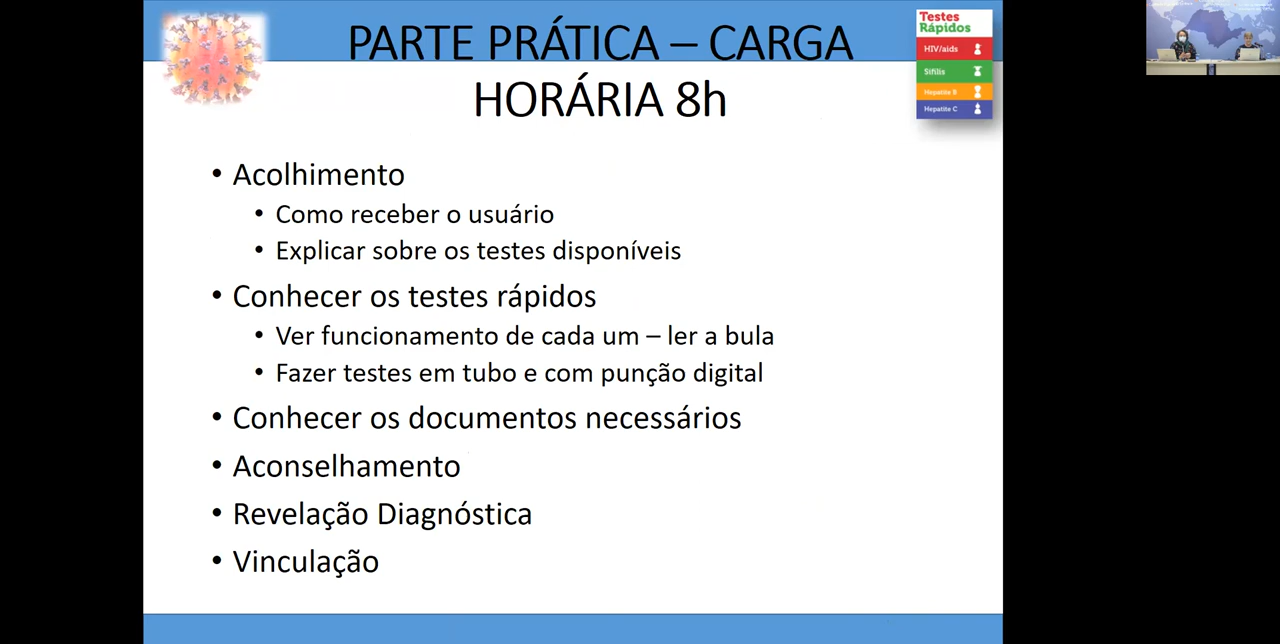 PARTE PRÁTICA – CARGA
HORÁRIA 8h
Testes
Rápidos
HIV/aids
Sífilis
Hepatite B
Hepatite C
• Acolhimento
• Como receber o usuário
• Explicar sobre os testes disponíveis
• Conhecer os testes rápidos
• Ver funcionamento de cada um – ler a bula
• Fazer testes em tubo e com punção digital
• Conhecer os documentos necessários
• Aconselhamento
• Revelação Diagnóstica
• Vinculação